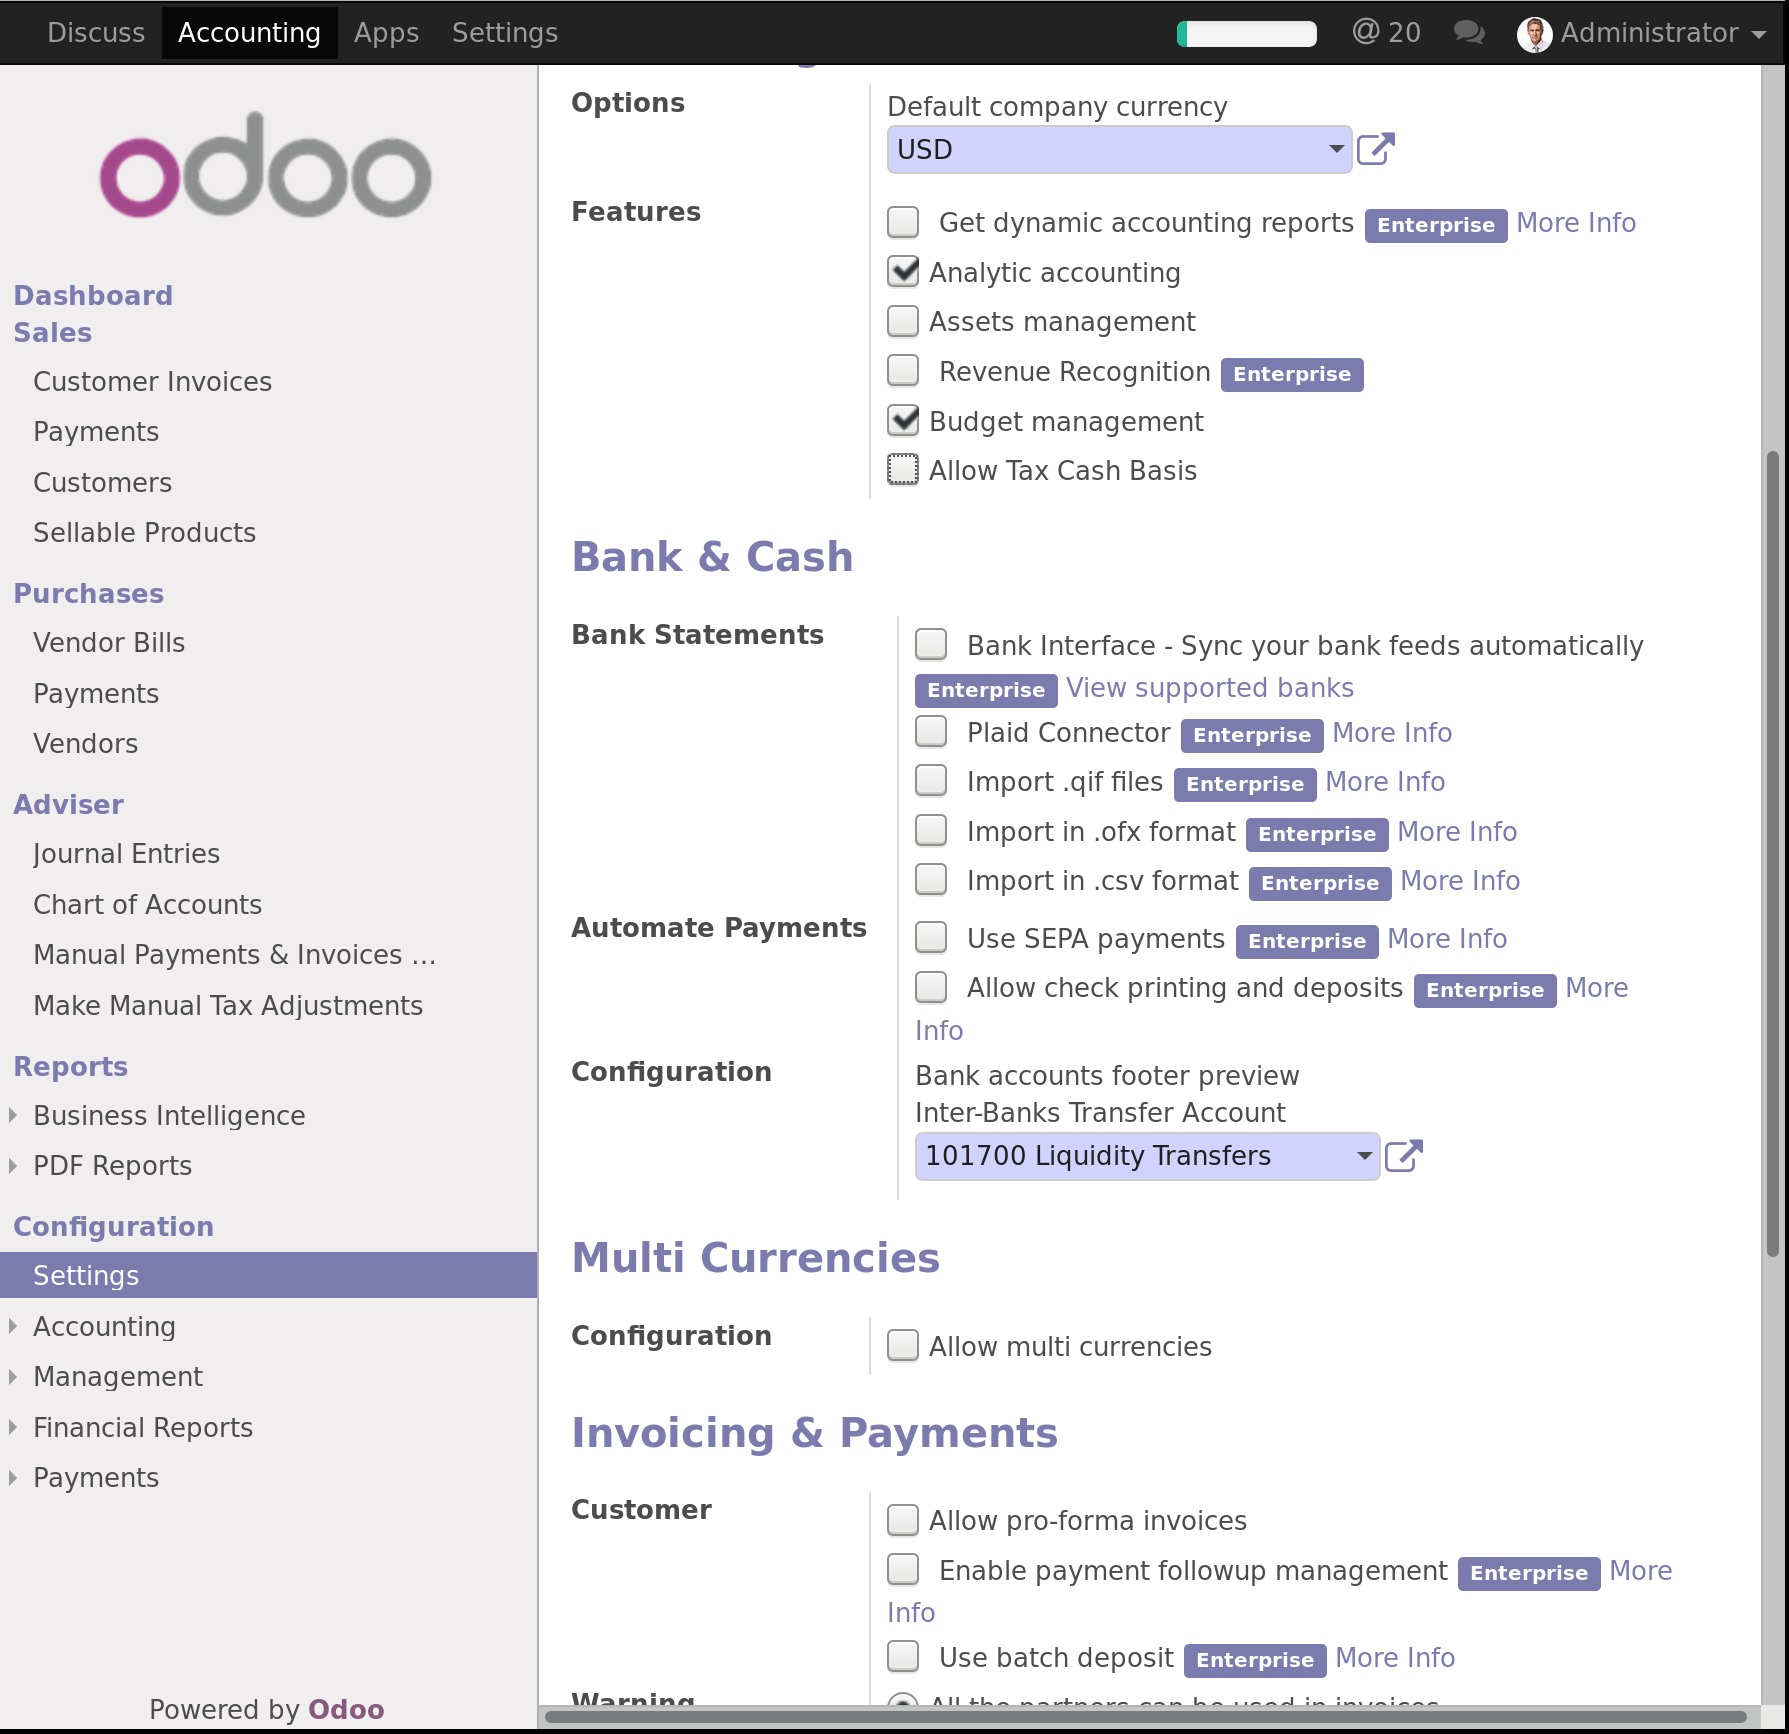 Discuss Accounting Apps Settings @ 20 Administrator
odoo
Dashboard
Sales
Customer Invoices
Payments
Customers
Sellable Products
Purchases
Vendor Bills
Payments
Vendors
Adviser
Journal Entries
Chart of Accounts
Manual Payments & Invoices ...
Make Manual Tax Adjustments
Reports
Business Intelligence
PDF Reports
Configuration
Settings
Accounting
Management
Financial Reports
Payments
Powered by Odoo
Options
Default company currency
USD
Features
Get dynamic accounting reports Enterprise More Info
Analytic accounting
Assets management
Revenue Recognition Enterprise
Budget management
Allow Tax Cash Basis
Bank & Cash
Bank Statements
Bank Interface - Sync your bank feeds automatically
Enterprise View supported banks
Plaid Connector Enterprise More Info
Import .qif files Enterprise More Info
Import in .ofx format Enterprise More Info
Import in .csv format Enterprise More Info
Automate Payments
Use SEPA payments Enterprise More Info
Allow check printing and deposits Enterprise More
Info
Configuration
Bank accounts footer preview
Inter-Banks Transfer Account
101700 Liquidity Transfers
Multi Currencies
Configuration
Allow multi currencies
Invoicing & Payments
Customer
Allow pro-forma invoices
Enable payment followup management Enterprise More
Info
Use batch deposit Enterprise More Info
Warning
All the partners can be used in invoices